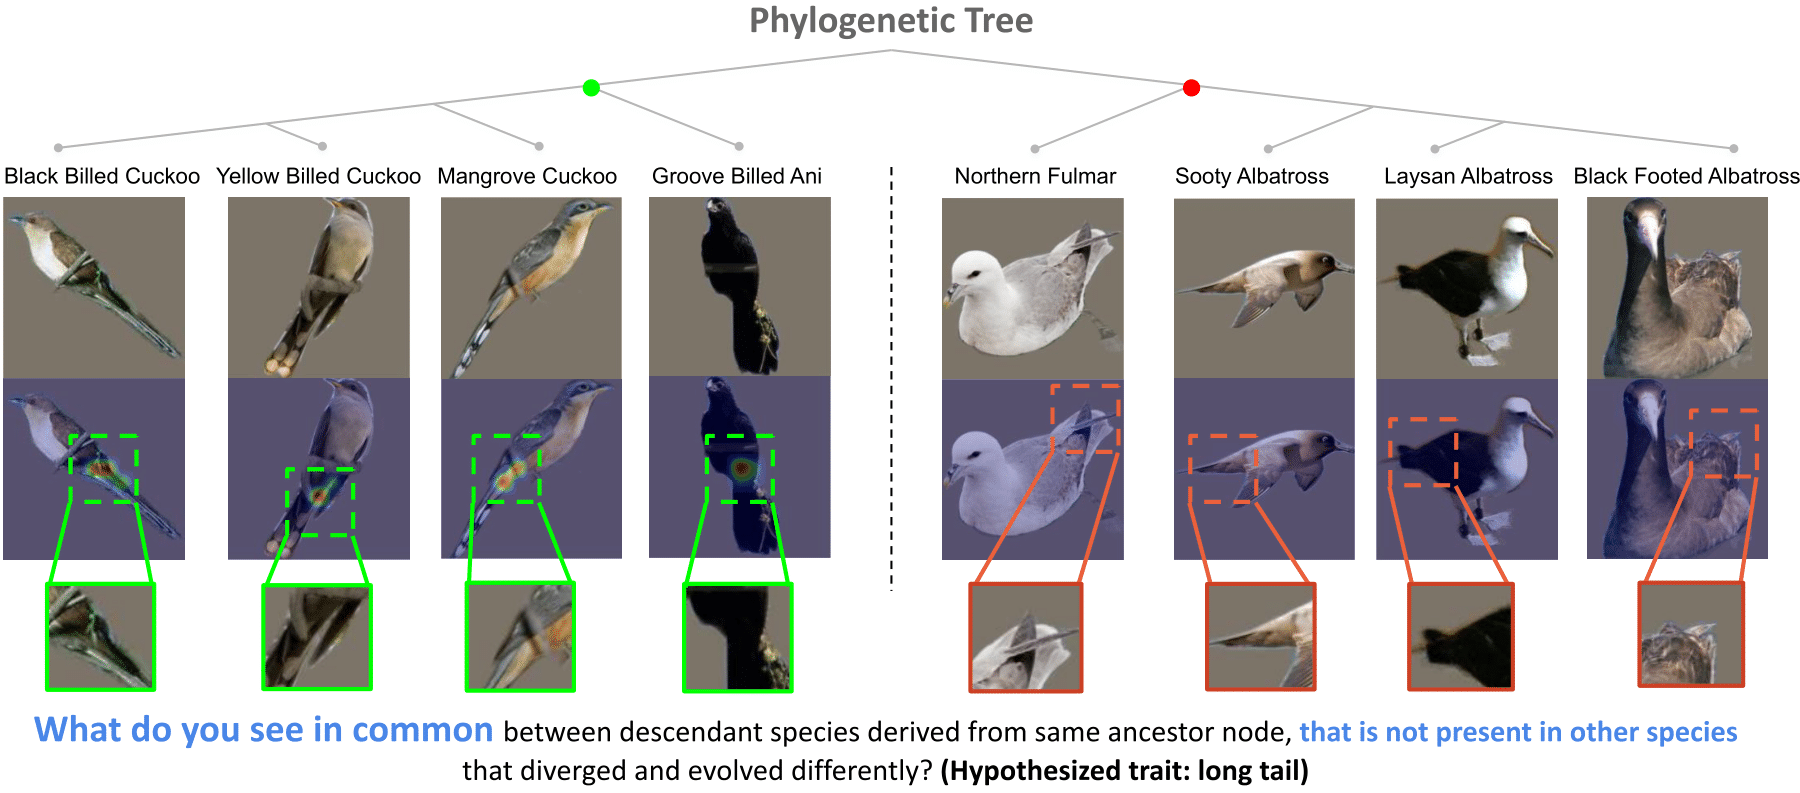 Phylogenetic Tree
Black Billed Cuckoo Yellow Billed Cuckoo Mangrove Cuckoo Groove Billed Ani Northern Fulmar Sooty Albatross Laysan Albatross Black Footed Albatross
What do you see in common between descendant species derived from same ancestor node, that is not present in other species
that diverged and evolved differently? (Hypothesized trait: long tail)